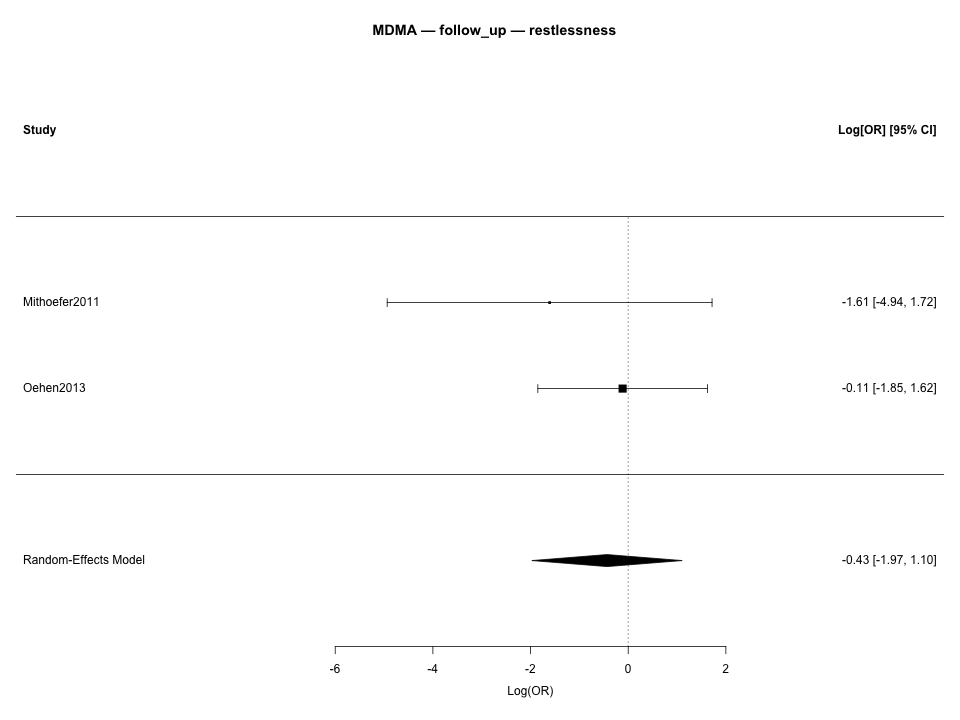 MDMA — follow_up — restlessness
Study Log[OR] [95% CI]
Mithoefer2011 -1.61 [-4.94, 1.72]
Oehen2013 -0.11 [-1.85, 1.62]
Random-Effects Model -0.43 [-1.97, 1.10]
-6 -4 -2 0 2
Log(OR)